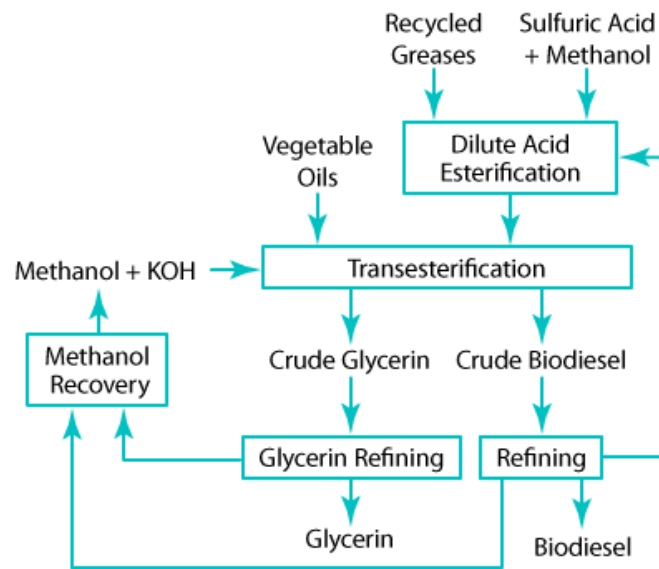 Recycled
Greases
Sulfuric Acid
+ Methanol
Dilute Acid
Esterification
Vegetable
Oils
Methanol + KOH
Transesterification
Methanol
Recovery
Crude Glycerin
Crude Biodiesel
Glycerin Refining
Refining
Glycerin
Biodiesel